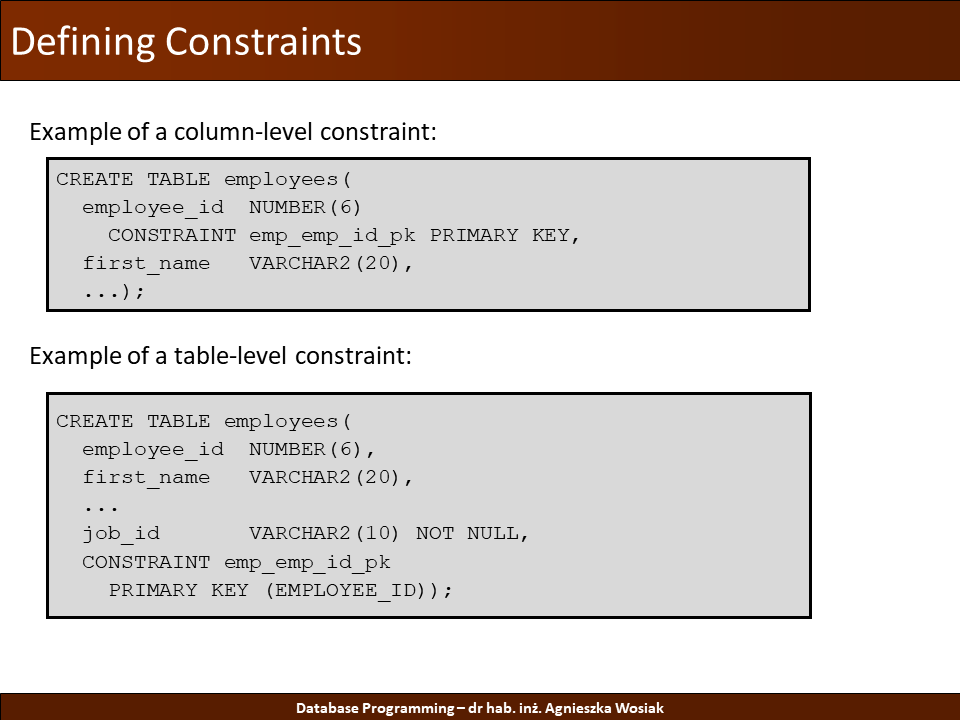 Defining Constraints
Example of a column-level constraint:
CREATE TABLE employees(
  employee_id  NUMBER(6)
    CONSTRAINT emp_emp_id_pk PRIMARY KEY,
  first_name   VARCHAR2(20),
  ...);
Example of a table-level constraint:
CREATE TABLE employees(
  employee_id  NUMBER(6),
  first_name   VARCHAR2(20),
  ...
  job_id       VARCHAR2(10) NOT NULL,
  CONSTRAINT emp_emp_id_pk
    PRIMARY KEY (EMPLOYEE_ID));
Database Programming – dr hab. inż. Agnieszka Wosiak